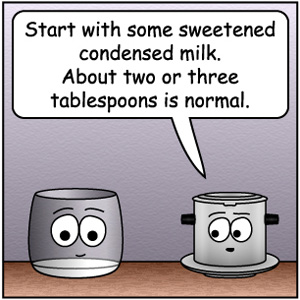 Start with some sweetened
condensed milk.
About two or three
tablespoons is normal.